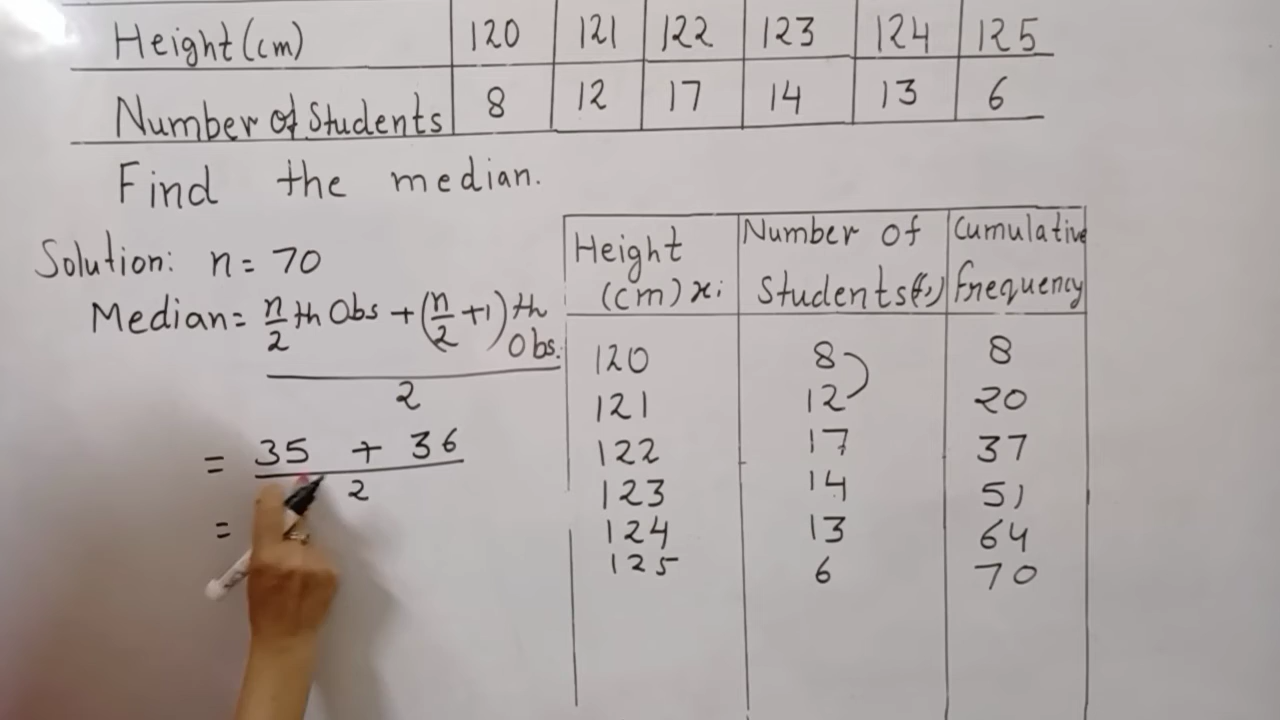 Height (cm) 120 121 122 123 124 125
Number of Students 8 12 17 14 13 6
Find the median.
Solution: n = 70
Median = n/2 th Obs + (n/2 + 1) th Obs.
2
= 35 + 36
2
=
Height (cm) xi Number of Students (fi) Cumulative frequency
120 8 8
121 12 20
122 17 37
123 14 51
124 13 64
125 6 70